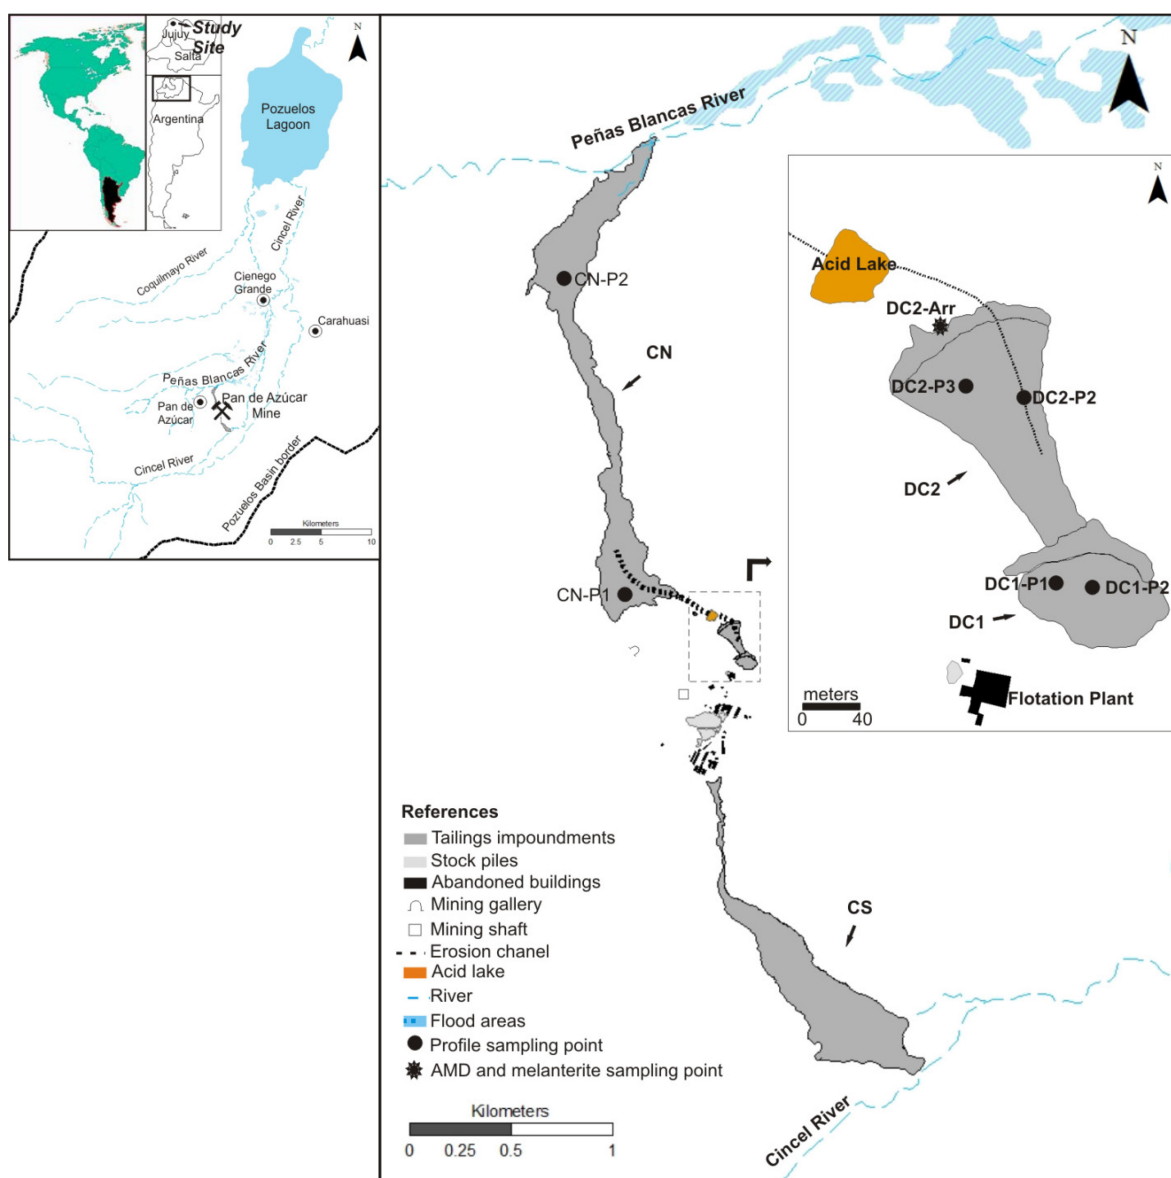 Study
Site
Jujuy
Salta
Argentina
N
Pozuelos
Lagoon
Cincel River
Coquilmayo River
Cienego
Grande
Carahuasi
Peñas Blancas River
Pan de
Azúcar
Pan de Azúcar
Mine
Cincel River
Pozuelos Basin border
Kilometers
0 2.5 5 10
Peñas Blancas River
N
CN-P2
CN
CN-P1
CS
Cincel River
N
Acid Lake
DC2-Arr
DC2-P3
DC2-P2
DC2
DC1-P1
DC1-P2
DC1
Flotation Plant
meters
0 40
References
Tailings impoundments
Stock piles
Abandoned buildings
Mining gallery
Mining shaft
Erosion chanel
Acid lake
River
Flood areas
Profile sampling point
AMD and melanterite sampling point
Kilometers
0 0.25 0.5 1